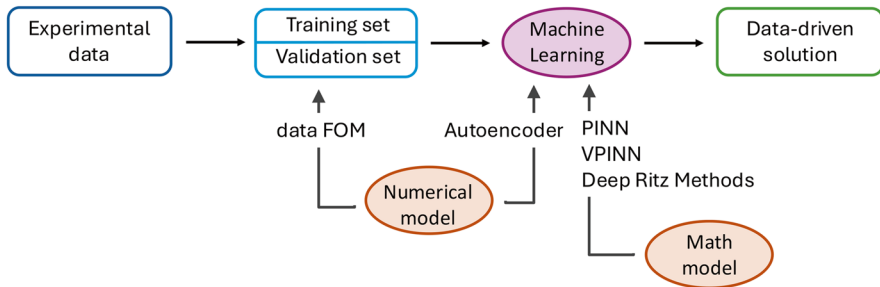 Experimental
data
Training set
Validation set
Machine
Learning
Data-driven
solution
data FOM
Autoencoder
PINN
VPINN
Deep Ritz Methods
Numerical
model
Math
model